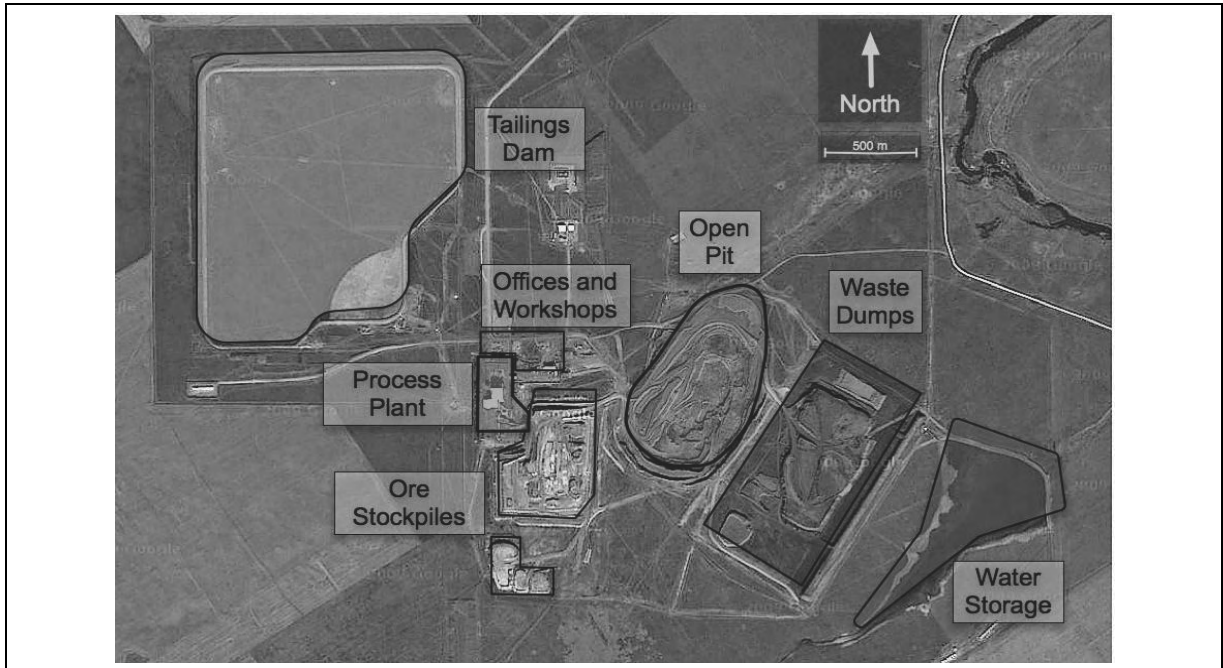 North
500 m
Tailings
Dam
Open
Pit
Offices and
Workshops
Waste
Dumps
Process
Plant
Ore
Stockpiles
Water
Storage